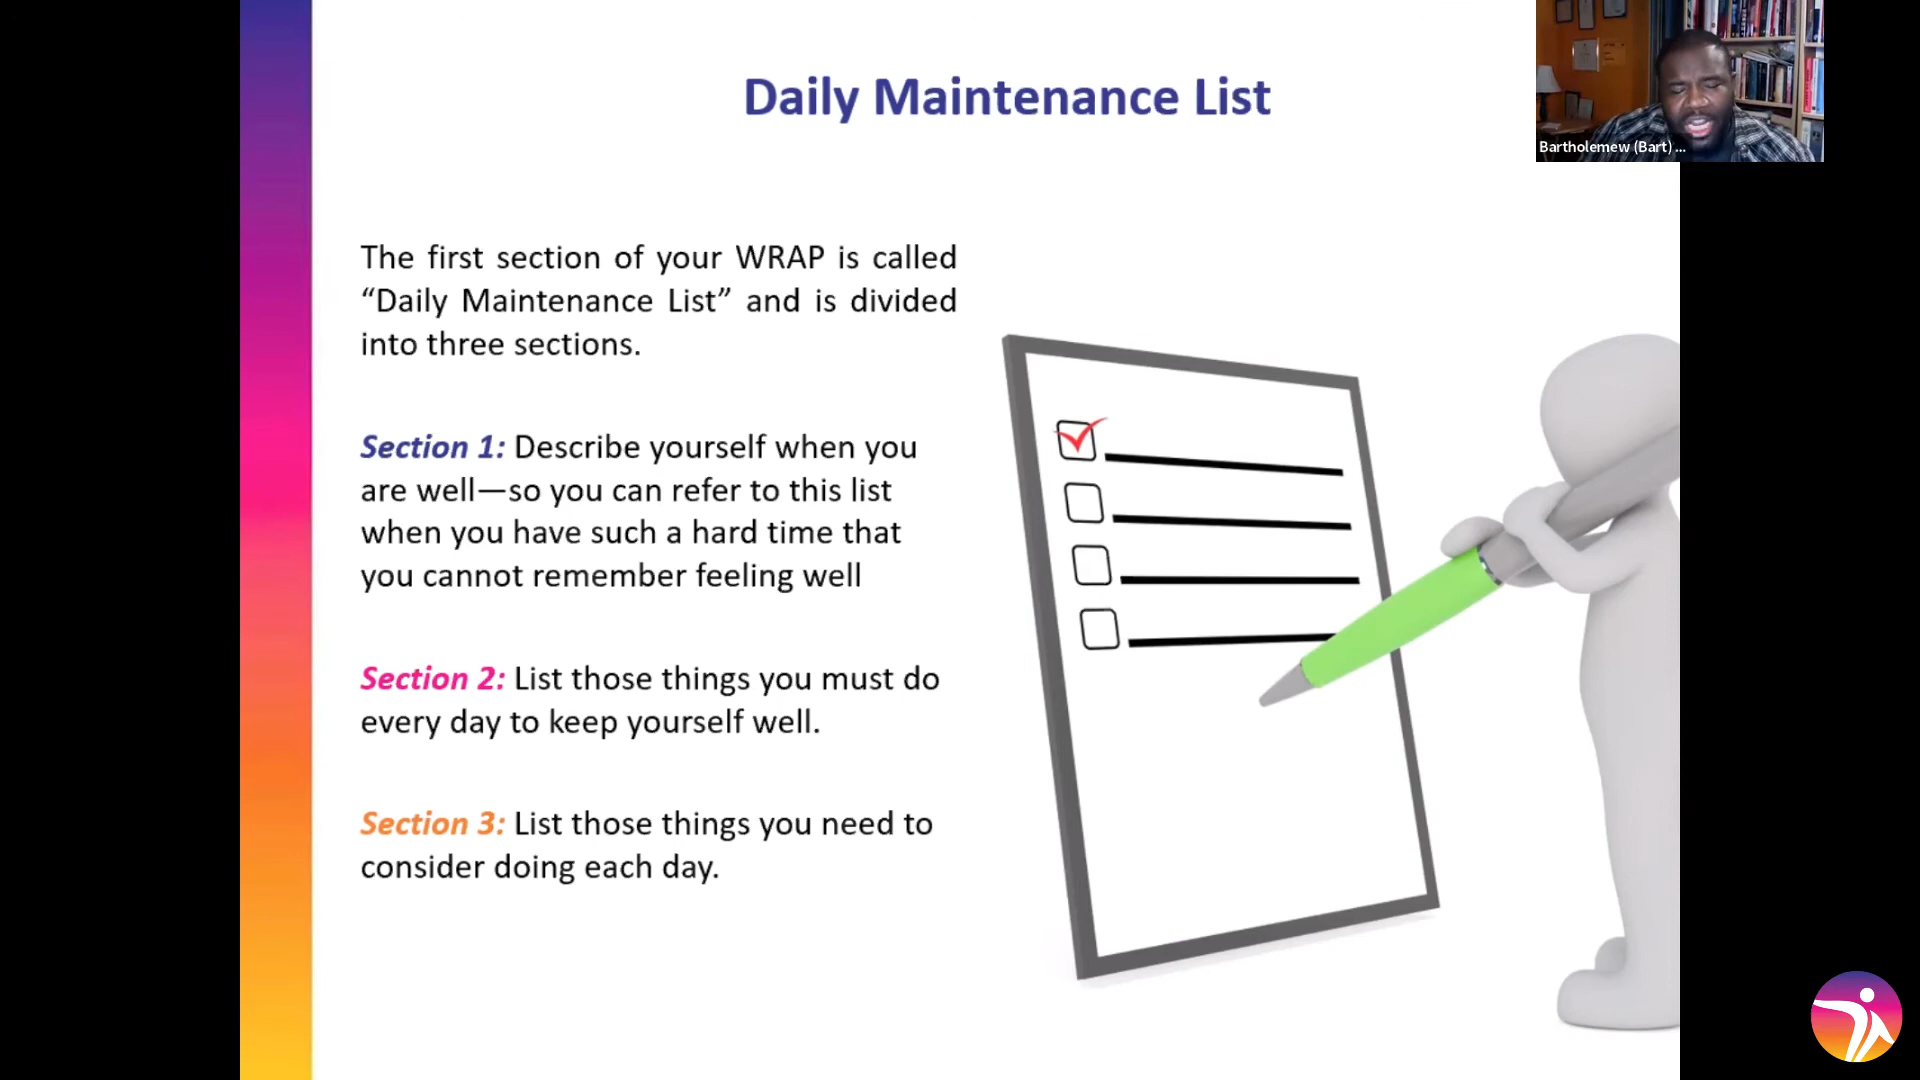 Daily Maintenance List
Bartholemew (Bart) ...
The first section of your WRAP is called
“Daily Maintenance List” and is divided
into three sections.
Section 1: Describe yourself when you
are well—so you can refer to this list
when you have such a hard time that
you cannot remember feeling well
Section 2: List those things you must do
every day to keep yourself well.
Section 3: List those things you need to
consider doing each day.